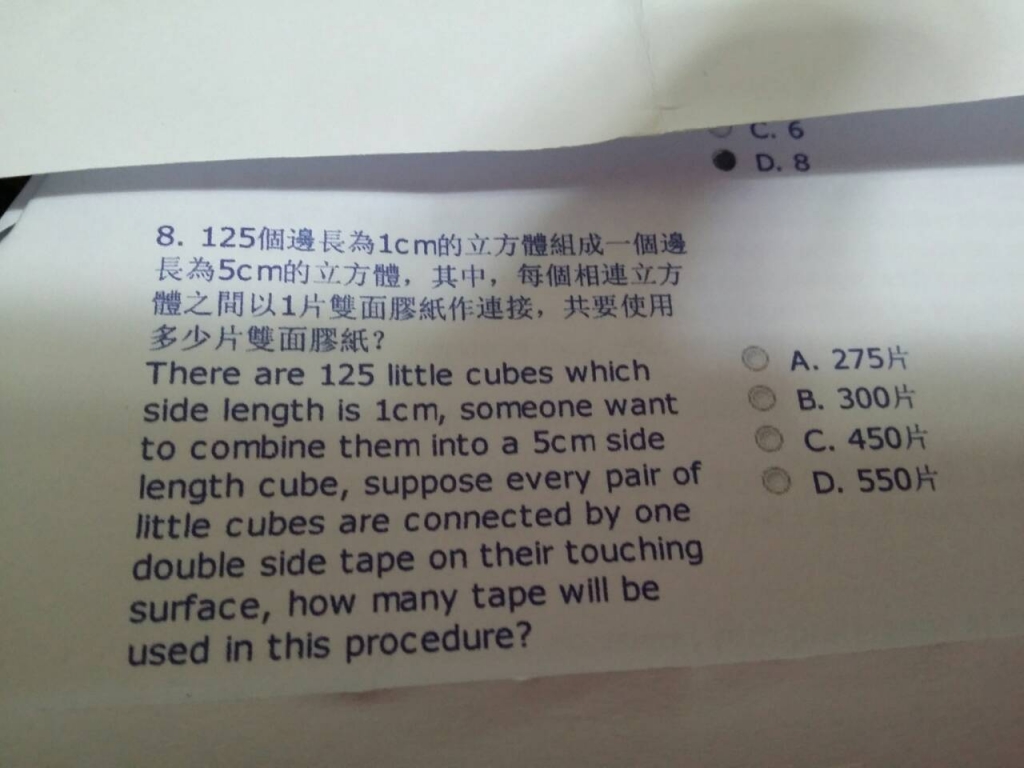 C. 6
D. 8
8. 125個邊長為1cm的立方體組成一個邊
長為5cm的立方體，其中，每個相連立方
體之間以1片雙面膠紙作連接，共要使用
多少片雙面膠紙？
There are 125 little cubes which
side length is 1cm, someone want
to combine them into a 5cm side
length cube, suppose every pair of
little cubes are connected by one
double side tape on their touching
surface, how many tape will be
used in this procedure?
A. 275片
B. 300片
C. 450片
D. 550片